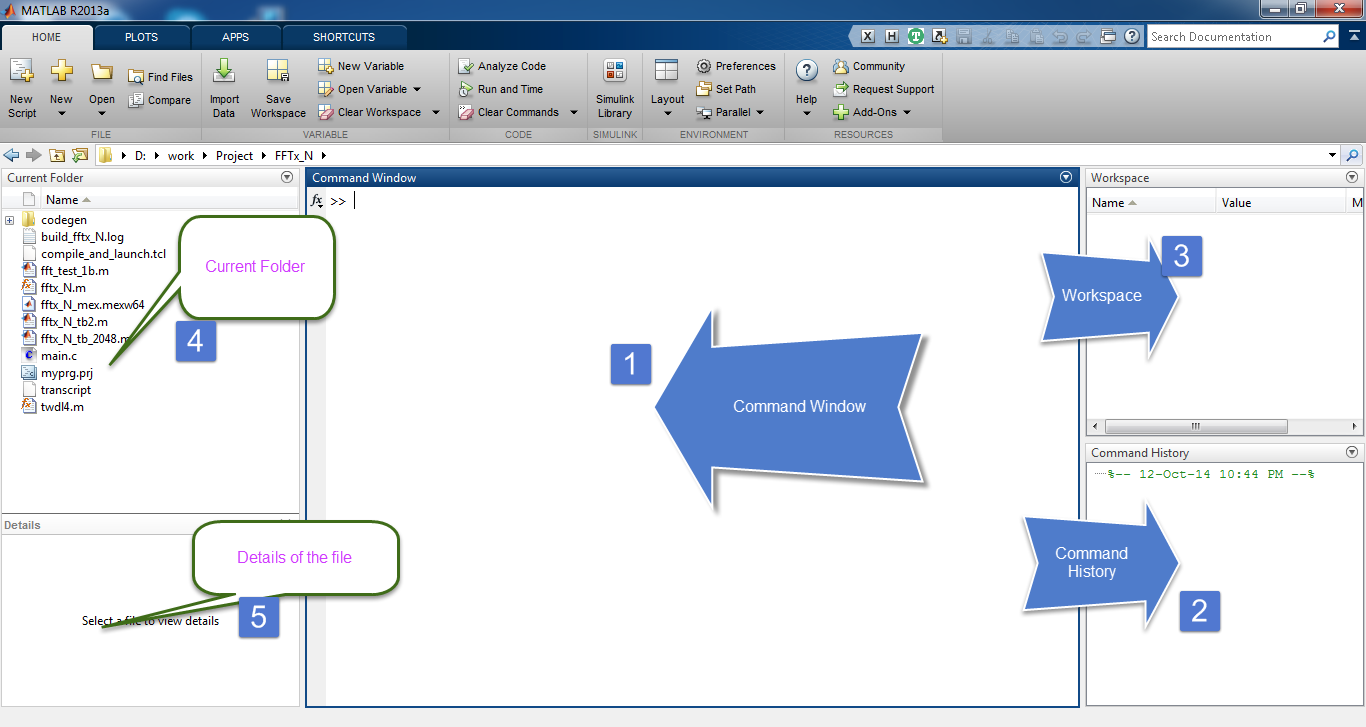 MATLAB R2013a
HOME PLOTS APPS SHORTCUTS
Search Documentation
New Script
New
Open
Find Files
Compare
FILE
Import Data
Save Workspace
New Variable
Open Variable
Clear Workspace
VARIABLE
Analyze Code
Run and Time
Clear Commands
CODE
Simulink Library
SIMULINK
Layout
Preferences
Set Path
Parallel
ENVIRONMENT
Help
Community
Request Support
Add-Ons
RESOURCES
D: work Project FFTx_N
Current Folder
Name
codegen
build_fftx_N.log
compile_and_launch.tcl
fft_test_1b.m
fftx_N.m
fftx_N_mex.mexw64
fftx_N_tb2.m
fftx_N_tb_2048.m
main.c
myprg.prj
transcript
twdl4.m
Current Folder
4
Details
Details of the file
Select a file to view details
5
Command Window
fx >>
1
Command Window
Workspace
Name Value M
3
Workspace
Command History
%-- 12-Oct-14 10:44 PM --%
Command
History
2